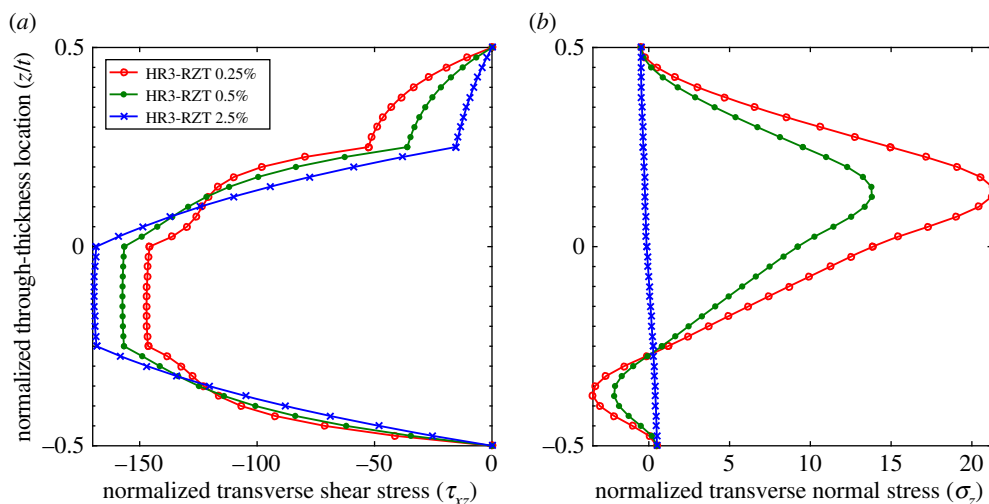 (a)
(b)
normalized through-thickness location (z/t)
0.5
0
−0.5
HR3-RZT 0.25%
HR3-RZT 0.5%
HR3-RZT 2.5%
−150
−100
−50
0
normalized transverse shear stress (τxz)
0.5
0
−0.5
0
5
10
15
20
normalized transverse normal stress (σz)